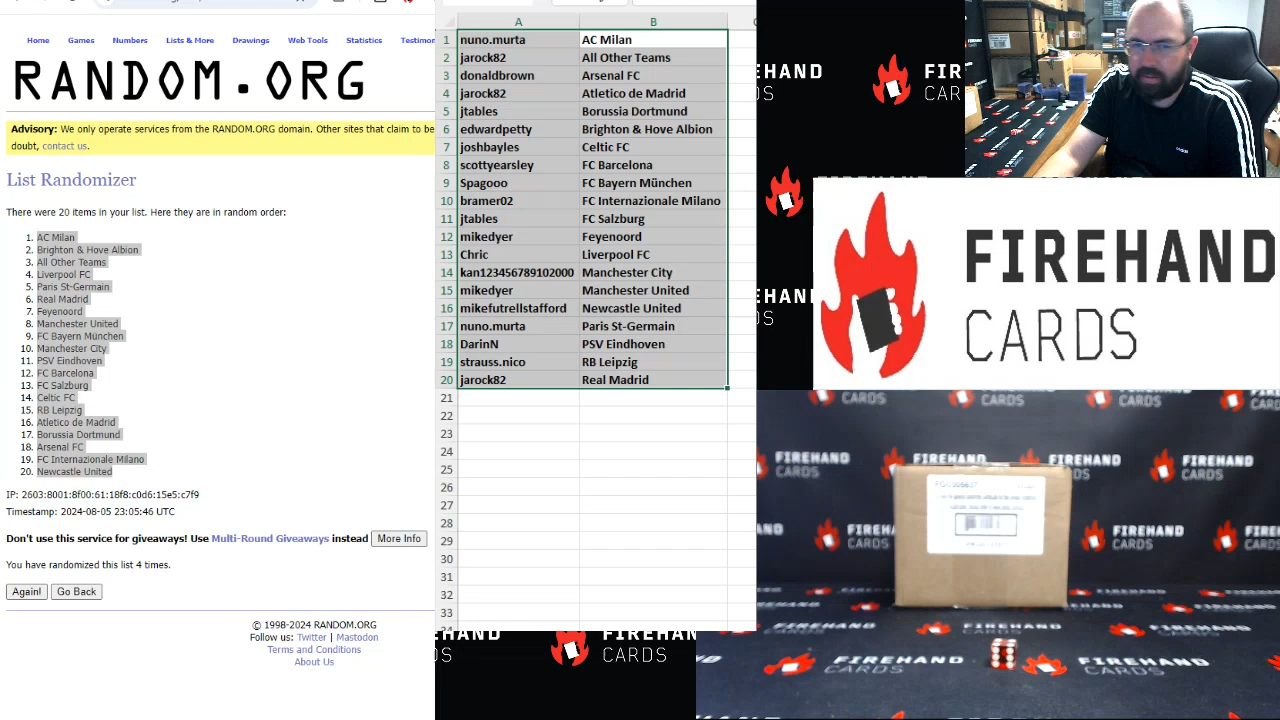 Home Games Numbers Lists & More Drawings Web Tools Statistics Testimon
RANDOM.ORG
Advisory: We only operate services from the RANDOM.ORG domain. Other sites that claim to be
doubt, contact us.
List Randomizer
There were 20 items in your list. Here they are in random order:
1. AC Milan
2. Brighton & Hove Albion
3. All Other Teams
4. Liverpool FC
5. Paris St-Germain
6. Real Madrid
7. Feyenoord
8. Manchester United
9. FC Bayern München
10. Manchester City
11. PSV Eindhoven
12. FC Barcelona
13. FC Salzburg
14. Celtic FC
15. RB Leipzig
16. Atletico de Madrid
17. Borussia Dortmund
18. Arsenal FC
19. FC Internazionale Milano
20. Newcastle United
IP: 2603:8001:8f00:61:18f8:c0d6:15e5:c7f9
Timestamp: 2024-08-05 23:05:46 UTC
Don't use this service for giveaways! Use Multi-Round Giveaways instead More Info
You have randomized this list 4 times.
Again! Go Back
© 1998-2024 RANDOM.ORG
Follow us: Twitter | Mastodon
Terms and Conditions
About Us
A B
1 nuno.murta AC Milan
2 jarock82 All Other Teams
3 donaldbrown Arsenal FC
4 jarock82 Atletico de Madrid
5 jtables Borussia Dortmund
6 edwardpetty Brighton & Hove Albion
7 joshbayles Celtic FC
8 scottyearsley FC Barcelona
9 Spagooo FC Bayern München
10 bramer02 FC Internazionale Milano
11 jtables FC Salzburg
12 mikedyer Feyenoord
13 Chric Liverpool FC
14 kan123456789102000 Manchester City
15 mikedyer Manchester United
16 mikefutrellstafford Newcastle United
17 nuno.murta Paris St-Germain
18 DarinN PSV Eindhoven
19 strauss.nico RB Leipzig
20 jarock82 Real Madrid
21
22
23
24
25
26
27
28
29
30
31
32
33
FIREHAND
CARDS
FIREHAND
CARDS
FIREHAND
CARDS
FIREHAND
CARDS